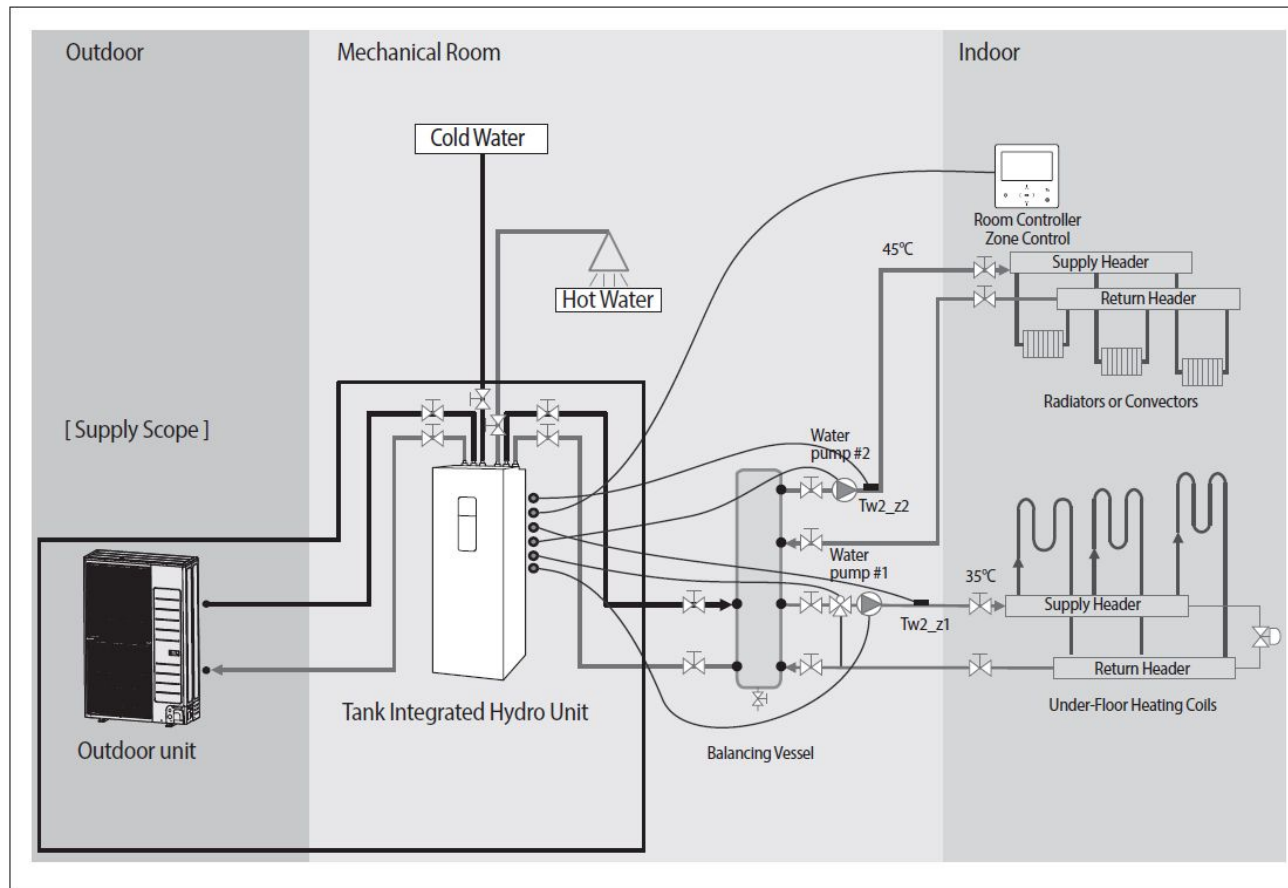 Outdoor
Mechanical Room
Indoor
Cold Water
Hot Water
Room Controller
Zone Control
45°C
Supply Header
Return Header
Radiators or Convectors
[ Supply Scope ]
Water
pump #2
Tw2_z2
Water
pump #1
35°C
Tw2_z1
Supply Header
Return Header
Under-Floor Heating Coils
Tank Integrated Hydro Unit
Outdoor unit
Balancing Vessel